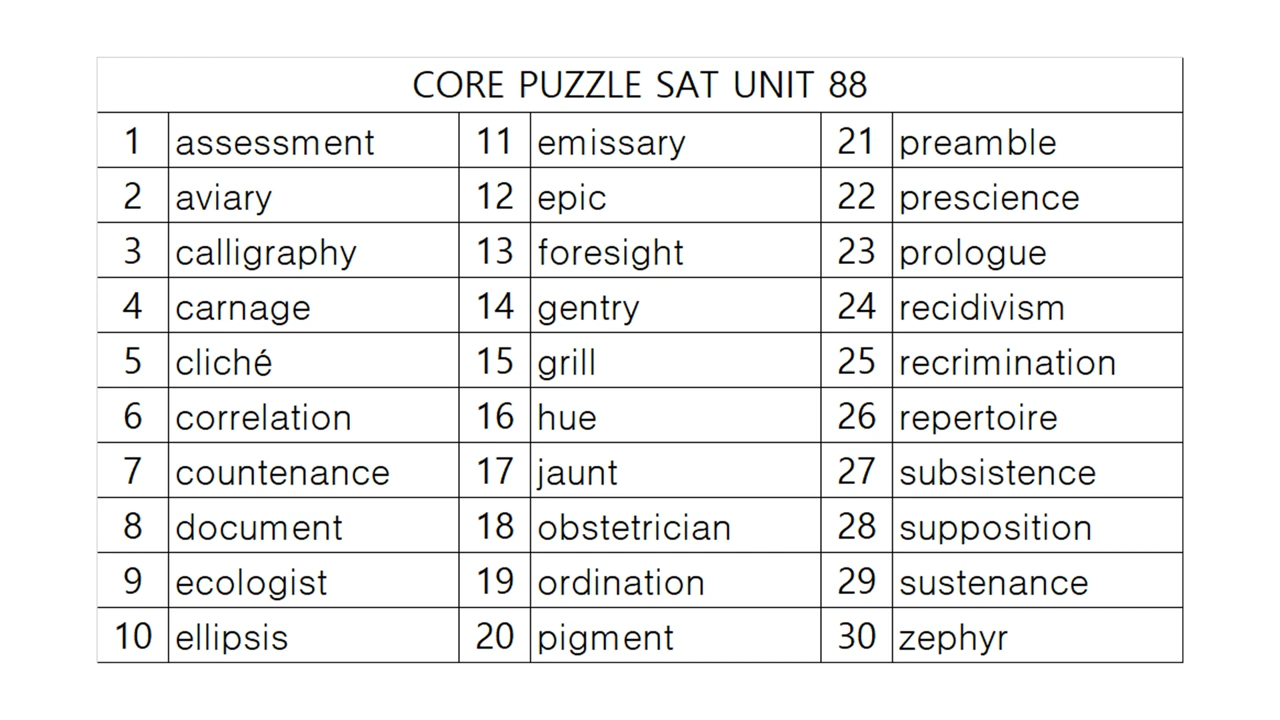 CORE PUZZLE SAT UNIT 88
1 assessment 11 emissary 21 preamble
2 aviary 12 epic 22 prescience
3 calligraphy 13 foresight 23 prologue
4 carnage 14 gentry 24 recidivism
5 cliché 15 grill 25 recrimination
6 correlation 16 hue 26 repertoire
7 countenance 17 jaunt 27 subsistence
8 document 18 obstetrician 28 supposition
9 ecologist 19 ordination 29 sustenance
10 ellipsis 20 pigment 30 zephyr